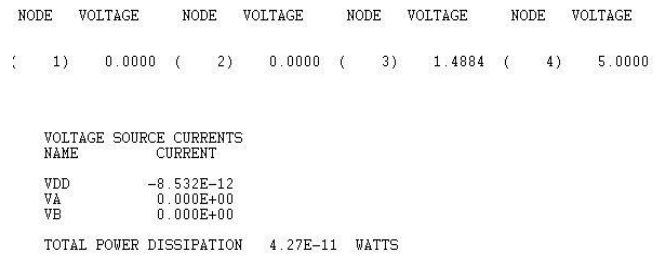 NODE VOLTAGE NODE VOLTAGE NODE VOLTAGE NODE VOLTAGE
( 1) 0.0000 ( 2) 0.0000 ( 3) 1.4884 ( 4) 5.0000
VOLTAGE SOURCE CURRENTS
NAME CURRENT
VDD -8.532E-12
VA 0.000E+00
VB 0.000E+00
TOTAL POWER DISSIPATION 4.27E-11 WATTS